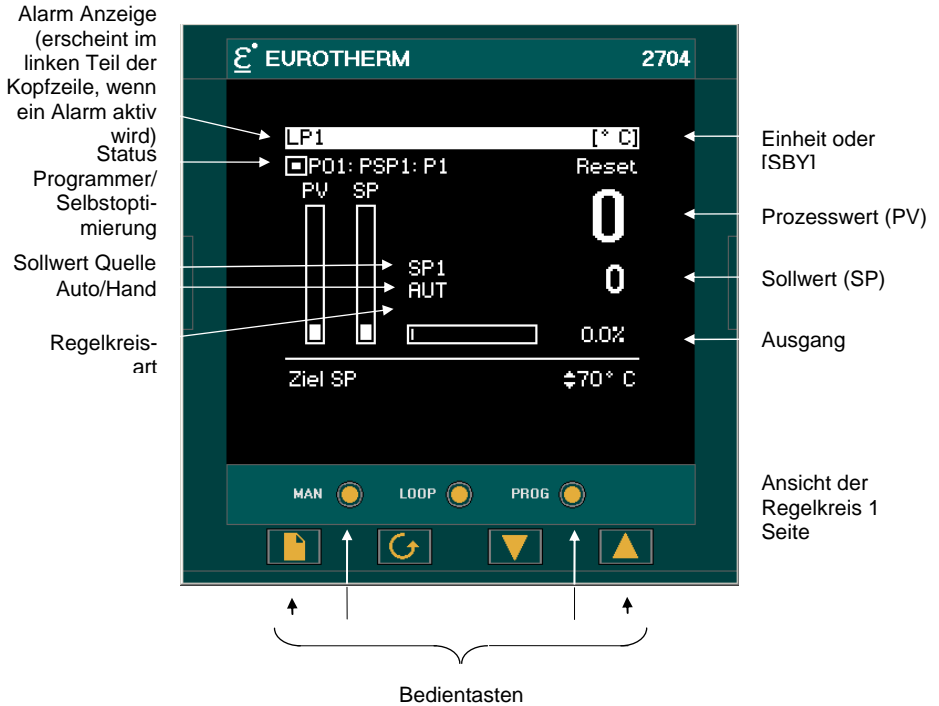 Alarm Anzeige
(erscheint im
linken Teil der
Kopfzeile, wenn
ein Alarm aktiv
wird)
Status
Programmer/
Selbstopti-
mierung
Sollwert Quelle
Auto/Hand
Regelkreis-
art
EUROTHERM 2704
LP1 [° C]
PO1: PSP1: P1 Reset
PV SP
0
SP1
0
AUT
0.0%
Ziel SP 70° C
MAN LOOP PROG
Einheit oder
[SBY]
Prozesswert (PV)
Sollwert (SP)
Ausgang
Ansicht der
Regelkreis 1
Seite
Bedientasten